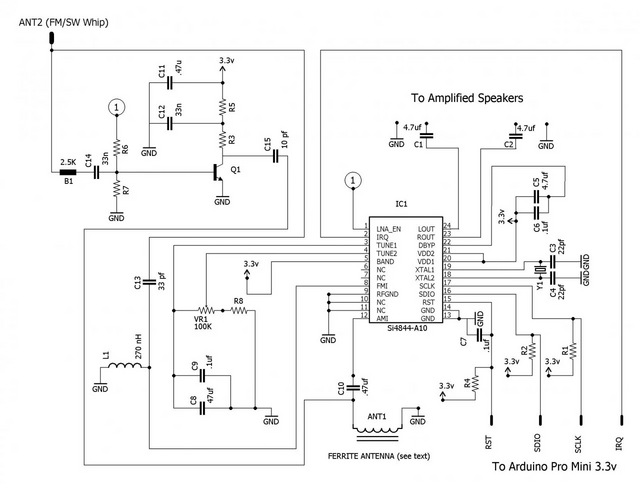 ANT2 (FM/SW Whip)
C11
.47u
3.3v
C12
33n
R5
R3
GND
1
R6
2.5K
B1
C14
33n
R7
GND
Q1
GND
C15
10 pf
To Amplified Speakers
GND
4.7uf
C1
4.7uf
C2
GND
1
IC1
1 LNA_EN LOUT 24
2 IRQ ROUT 23
3 TUNE1 DBYP 22
4 TUNE2 VDD2 21
5 BAND VDD1 20
6 NC XTAL1 19
7 NC XTAL2 18
8 FMI SCLK 17
9 RFGND SDIO 16
10 NC RST 15
11 NC GND 14
12 AMI GND 13
Si4844-A10
C5
4.7uf
3.3v
C6
.1uf
C3
22pf
GND
Y1
C4
22pf
GND
3.3v
C13
33 pf
VR1
100K
R8
GND
L1
270 nH
GND
C9
.1uf
C8
.47uf
GND
C10
.47uf
ANT1
GND
FERRITE ANTENNA (see text)
GND
C7
.1uf
R4
3.3v
R2
3.3v
R1
3.3v
RST
SDIO
SCLK
IRQ
To Arduino Pro Mini 3.3v